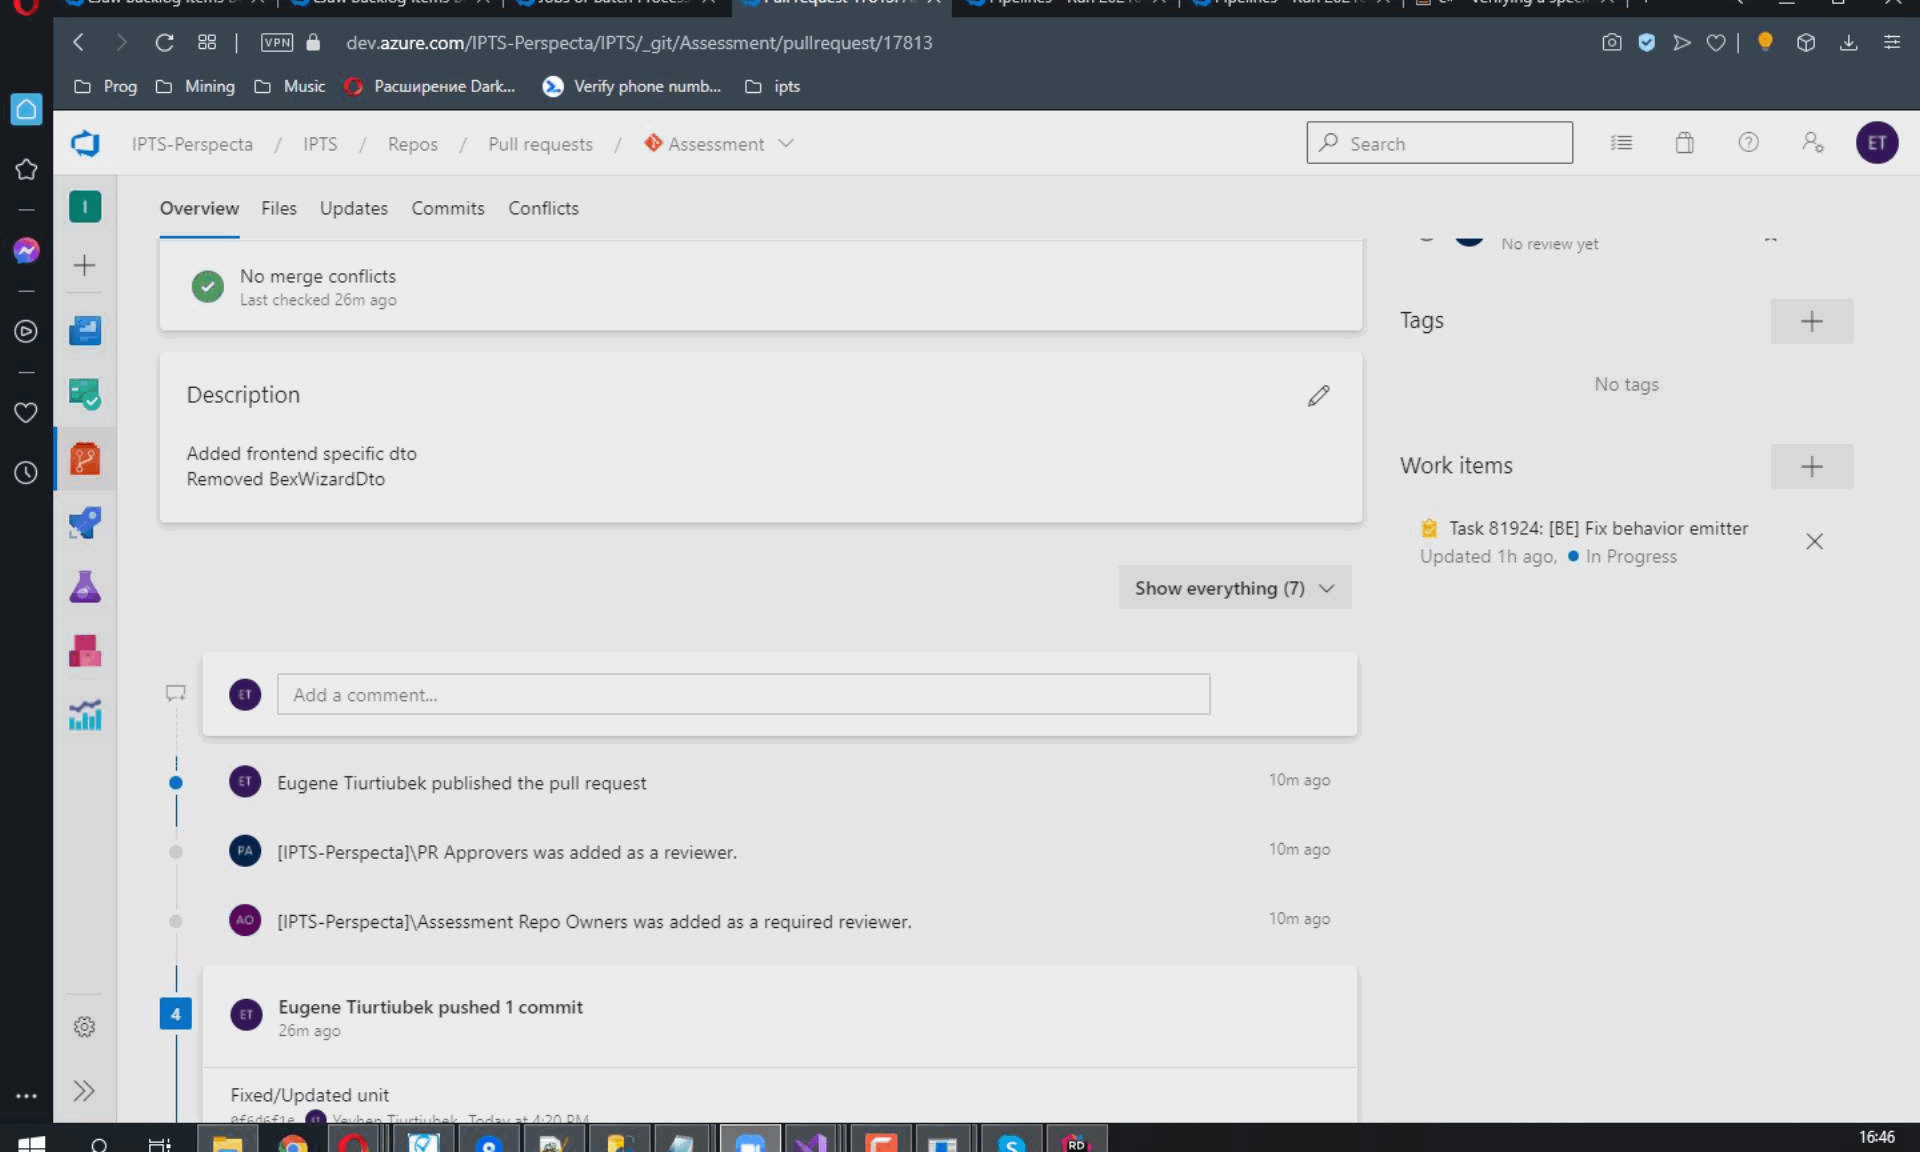 VPN
dev.azure.com/IPTS-Perspecta/IPTS/_git/Assessment/pullrequest/17813
Prog
Mining
Music
Расширение Dark...
Verify phone numb...
ipts
IPTS-Perspecta / IPTS / Repos / Pull requests / Assessment
Search
ET
I
Overview
Files
Updates
Commits
Conflicts
No review yet
No merge conflicts
Last checked 26m ago
Tags
No tags
Description
Added frontend specific dto
Removed BexWizardDto
Work items
Task 81924: [BE] Fix behavior emitter
Updated 1h ago, In Progress
Show everything (7)
ET
Add a comment...
ET
Eugene Tiurtiubek published the pull request
10m ago
PA
[IPTS-Perspecta]\PR Approvers was added as a reviewer.
10m ago
AO
[IPTS-Perspecta]\Assessment Repo Owners was added as a required reviewer.
10m ago
4
ET
Eugene Tiurtiubek pushed 1 commit
26m ago
Fixed/Updated unit
Yevhen Tiurtiubek Today at 4:20 PM
RD
16:46